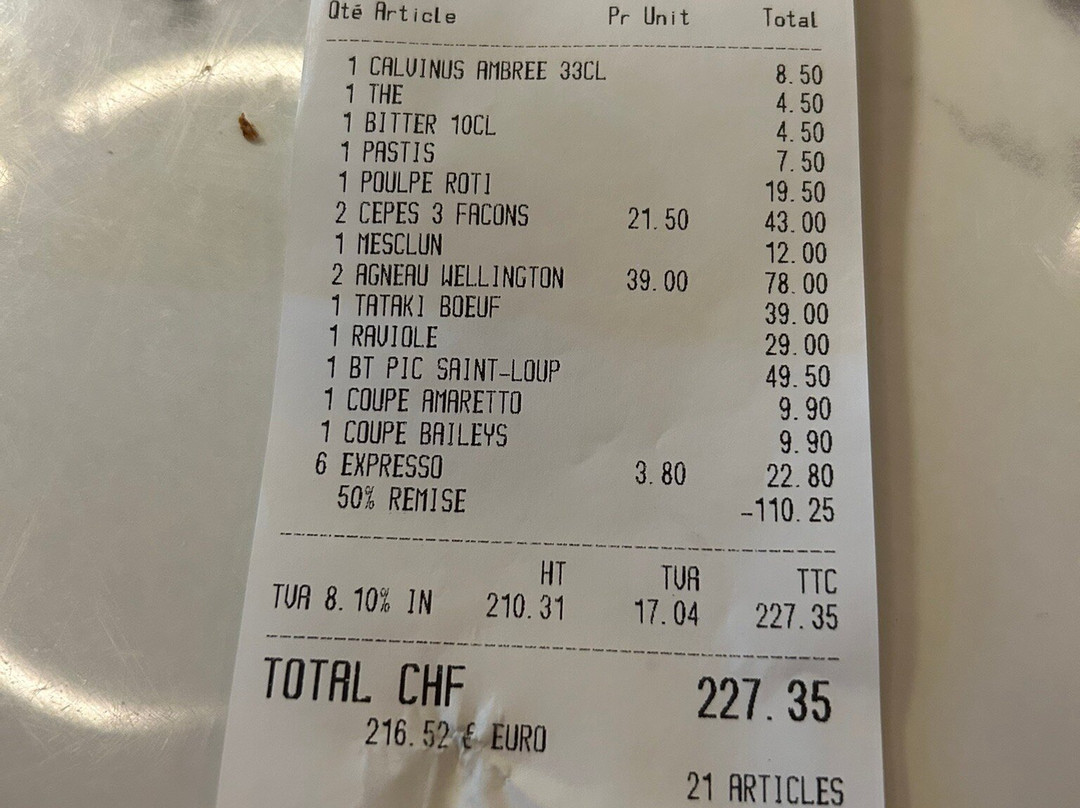 Qté Article Pr Unit Total
1 CALVINUS AMBREE 33CL 8.50
1 THE 4.50
1 BITTER 10CL 4.50
1 PASTIS 7.50
1 POULPE ROTI 19.50
2 CEPES 3 FACONS 21.50 43.00
1 MESCLUN 12.00
2 AGNEAU WELLINGTON 39.00 78.00
1 TATAKI BOEUF 39.00
1 RAVIOLE 29.00
1 BT PIC SAINT-LOUP 49.50
1 COUPE AMARETTO 9.90
1 COUPE BAILEYS 9.90
6 EXPRESSO 3.80 22.80
50% REMISE -110.25
HT TVA TTC
TVA 8.10% IN 210.31 17.04 227.35
TOTAL CHF 227.35
216.52 € EURO
21 ARTICLES